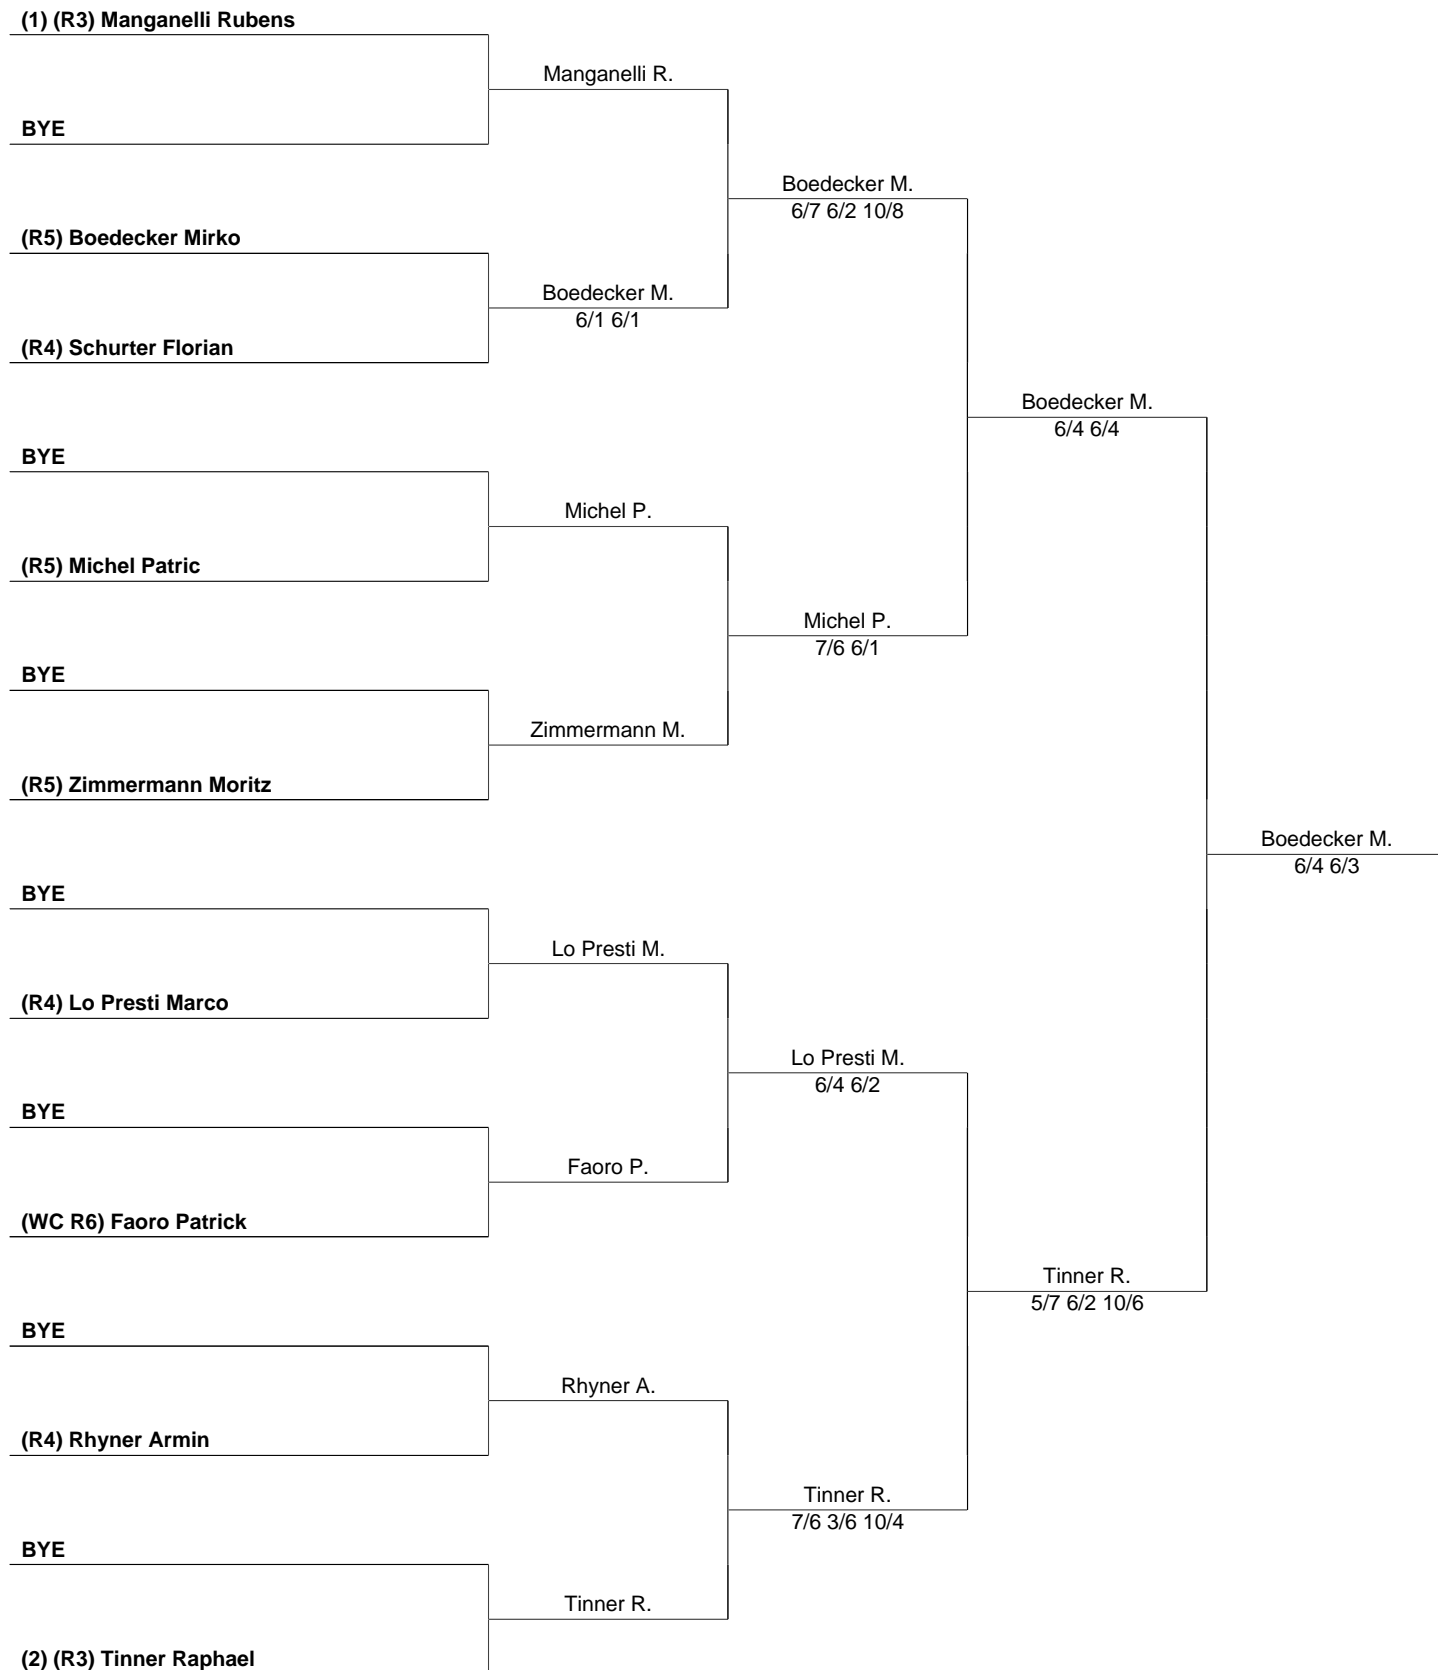 (1) (R3) Manganelli Rubens
Manganelli R.
BYE
Boedecker M.
6/7 6/2 10/8
(R5) Boedecker Mirko
Boedecker M.
6/1 6/1
(R4) Schurter Florian
Boedecker M.
6/4 6/4
BYE
Michel P.
(R5) Michel Patric
Michel P.
7/6 6/1
BYE
Zimmermann M.
(R5) Zimmermann Moritz
Boedecker M.
6/4 6/3
BYE
Lo Presti M.
(R4) Lo Presti Marco
Lo Presti M.
6/4 6/2
BYE
Faoro P.
(WC R6) Faoro Patrick
Tinner R.
5/7 6/2 10/6
BYE
Rhyner A.
(R4) Rhyner Armin
Tinner R.
7/6 3/6 10/4
BYE
Tinner R.
(2) (R3) Tinner Raphael